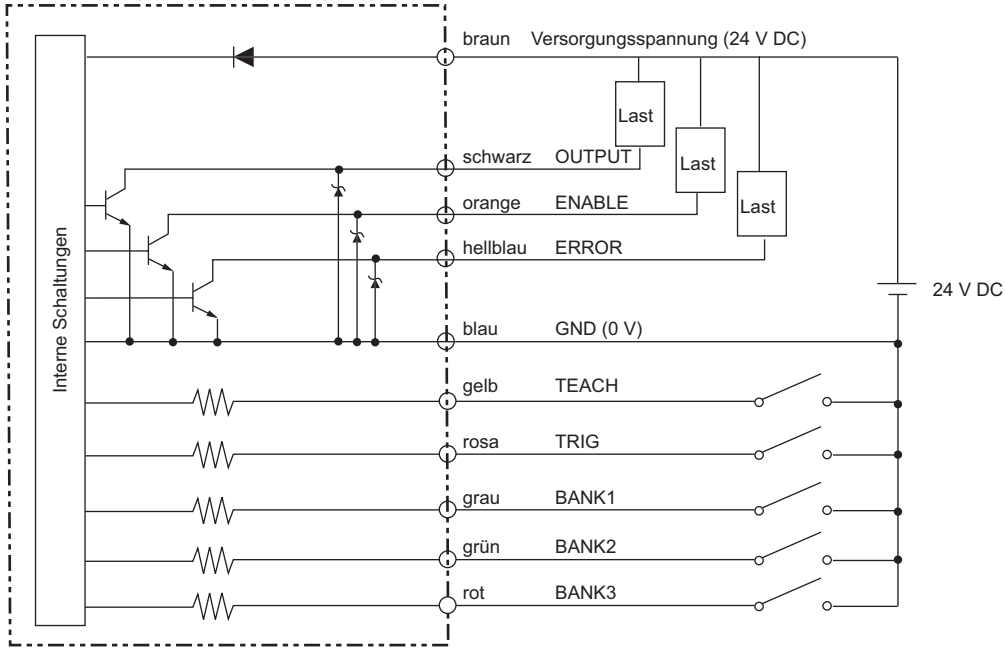 braun Versorgungsspannung (24 V DC)
Last
schwarz OUTPUT
Last
orange ENABLE
Last
hellblau ERROR
Interne Schaltungen
24 V DC
blau GND (0 V)
gelb TEACH
rosa TRIG
grau BANK1
grün BANK2
rot BANK3